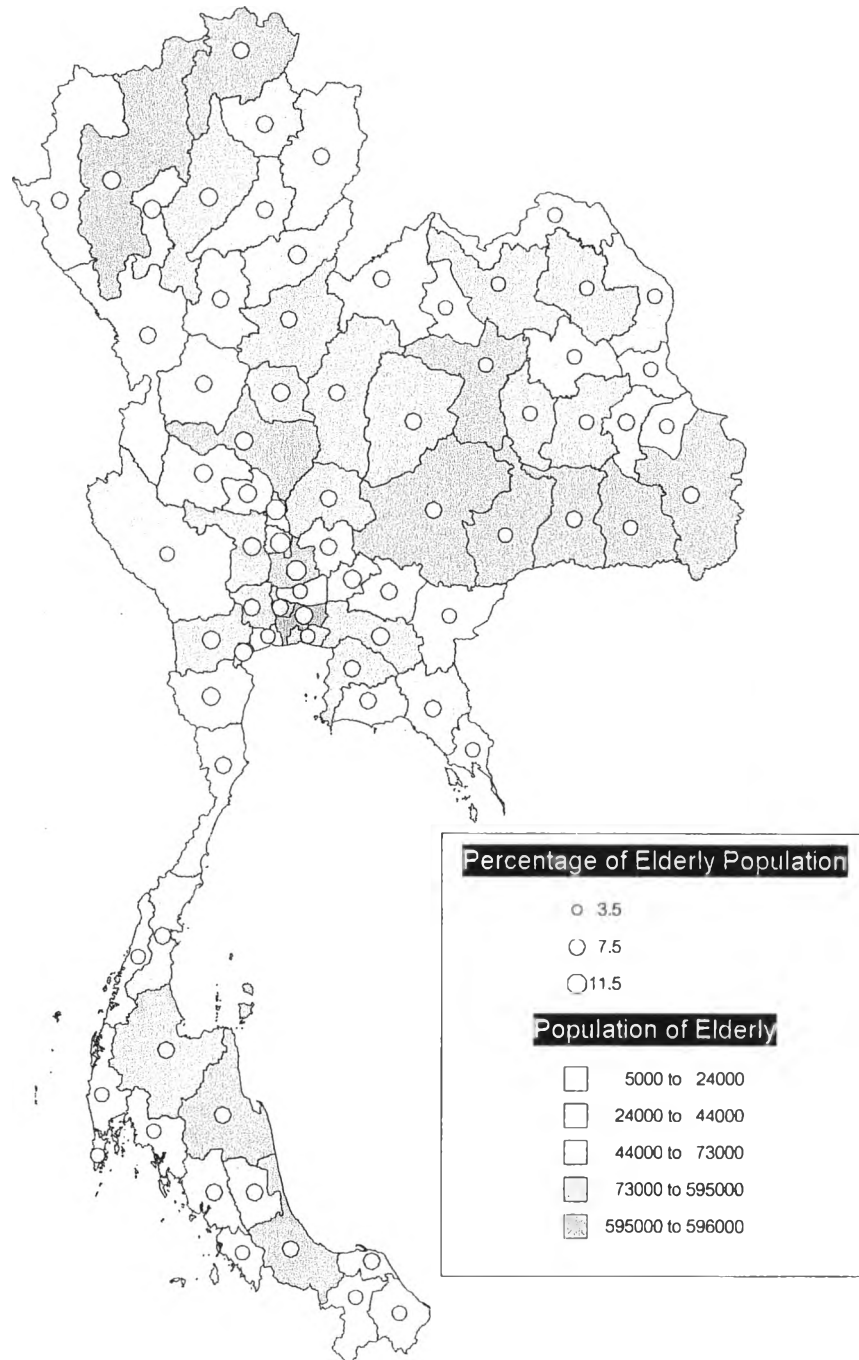 Percentage of Elderly Population
3.5
7.5
11.5
Population of Elderly
5000 to 24000
24000 to 44000
44000 to 73000
73000 to 595000
595000 to 596000